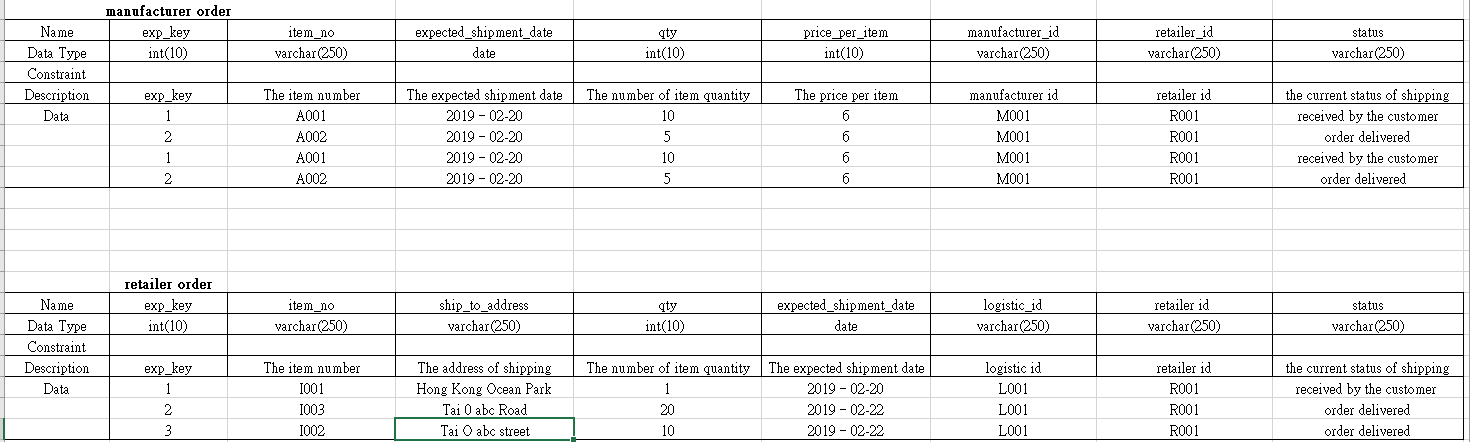 manufacturer order
Name exp_key item_no expected_shipment_date qty price_per_item manufacturer_id retailer_id status
Data Type int(10) varchar(250) date int(10) int(10) varchar(250) varchar(250) varchar(250)
Constraint
Description exp_key The item number The expected shipment date The number of item quantity The price per item manufacturer id retailer id the current status of shipping
Data 1 A001 2019 - 02-20 10 6 M001 R001 received by the customer
2 A002 2019 - 02-20 5 6 M001 R001 order delivered
1 A001 2019 - 02-20 10 6 M001 R001 received by the customer
2 A002 2019 - 02-20 5 6 M001 R001 order delivered
retailer order
Name exp_key item_no ship_to_address qty expected_shipment_date logistic_id retailer id status
Data Type int(10) varchar(250) varchar(250) int(10) date varchar(250) varchar(250) varchar(250)
Constraint
Description exp_key The item number The address of shipping The number of item quantity The expected shipment date logistic id retailer id the current status of shipping
Data 1 I001 Hong Kong Ocean Park 1 2019 - 02-20 L001 R001 received by the customer
2 I003 Tai 0 abc Road 20 2019 - 02-22 L001 R001 order delivered
3 I002 Tai O abc street 10 2019 - 02-22 L001 R001 order delivered